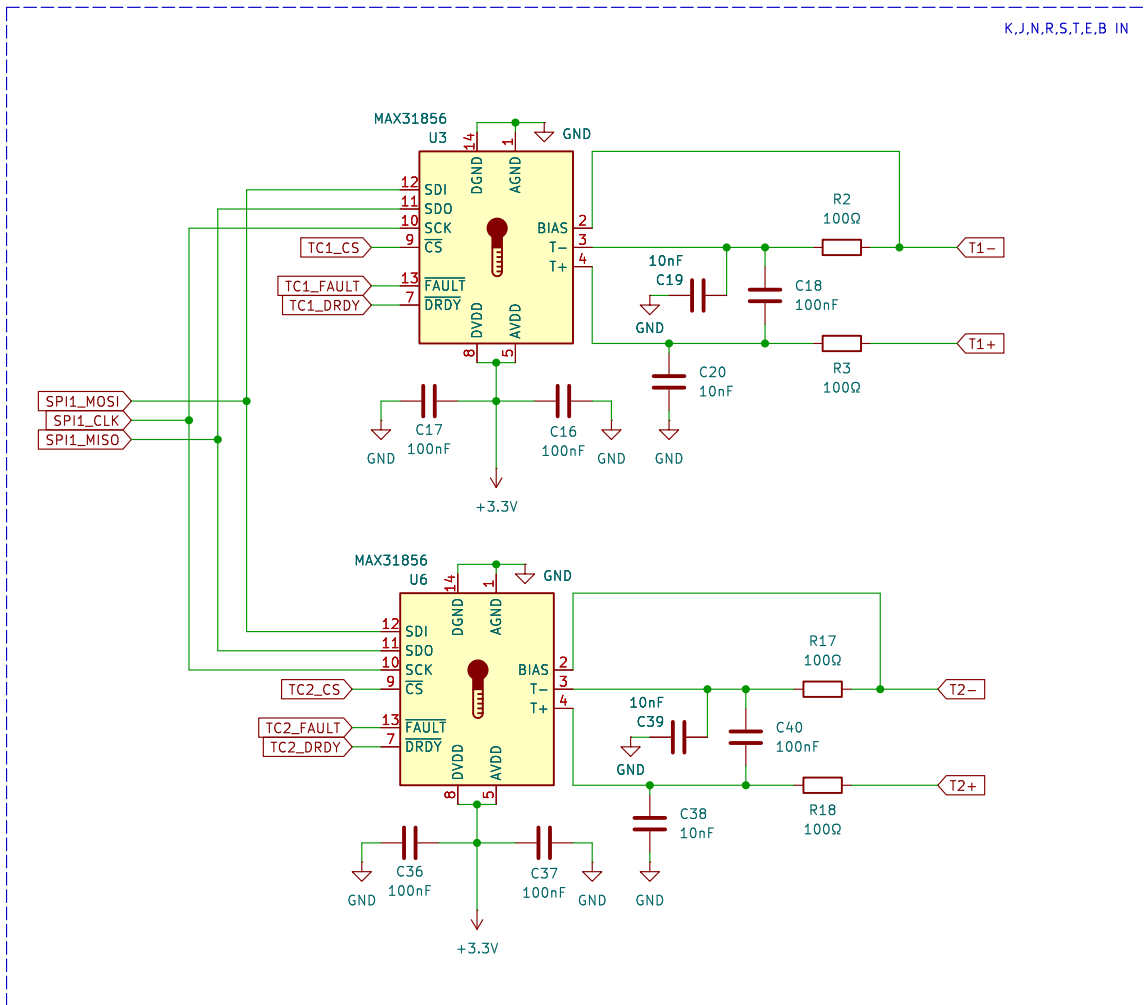 K,J,N,R,S,T,E,B IN
MAX31856
U3
14
DGND
1
AGND
GND
12 SDI
11 SDO
10 SCK
9 CS
13 FAULT
7 DRDY
TC1_CS
TC1_FAULT
TC1_DRDY
BIAS 2
T- 3
T+ 4
DVDD
8
AVDD
5
R2
100Ω
T1-
10nF
C19
GND
C18
100nF
T1+
R3
100Ω
C20
10nF
GND
SPI1_MOSI
SPI1_CLK
SPI1_MISO
C17
100nF
GND
C16
100nF
GND
+3.3V
MAX31856
U6
14
DGND
1
AGND
GND
12 SDI
11 SDO
10 SCK
9 CS
13 FAULT
7 DRDY
TC2_CS
TC2_FAULT
TC2_DRDY
BIAS 2
T- 3
T+ 4
DVDD
8
AVDD
5
R17
100Ω
T2-
10nF
C39
GND
C40
100nF
T2+
R18
100Ω
C38
10nF
GND
C36
100nF
GND
C37
100nF
GND
+3.3V